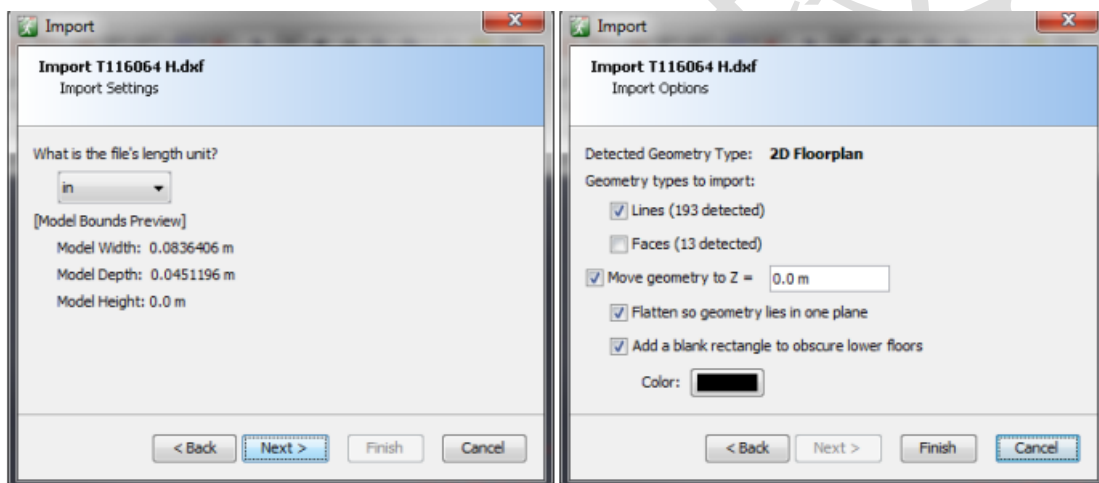 Import
Import T116064 H.dxf
Import Settings
What is the file's length unit?
in
[Model Bounds Preview]
Model Width: 0.0836406 m
Model Depth: 0.0451196 m
Model Height: 0.0 m
< Back Next > Finish Cancel
Import
Import T116064 H.dxf
Import Options
Detected Geometry Type: 2D Floorplan
Geometry types to import:
Lines (193 detected)
Faces (13 detected)
Move geometry to Z = 0.0 m
Flatten so geometry lies in one plane
Add a blank rectangle to obscure lower floors
Color:
< Back Next > Finish Cancel